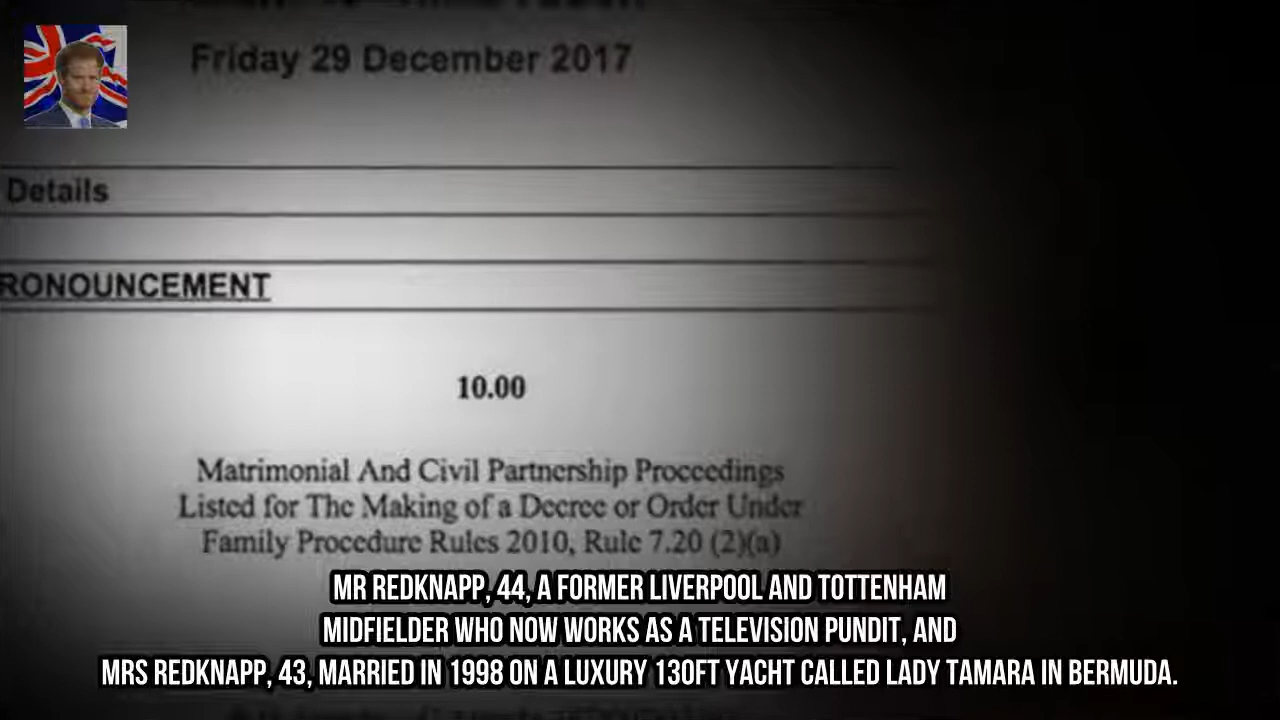 Friday 29 December 2017
Details
RONOUNCEMENT
10.00
Matrimonial And Civil Partnership Proceedings
Listed for The Making of a Decree or Order Under
Family Procedure Rules 2010, Rule 7.20 (2)(a)
MR REDKNAPP, 44, A FORMER LIVERPOOL AND TOTTENHAM
MIDFIELDER WHO NOW WORKS AS A TELEVISION PUNDIT, AND
MRS REDKNAPP, 43, MARRIED IN 1998 ON A LUXURY 130FT YACHT CALLED LADY TAMARA IN BERMUDA.